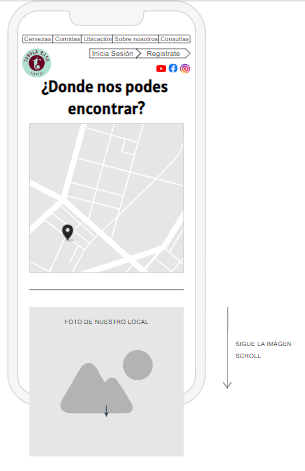 Cervezas Comidas Ubicación Sobre nosotros Consultas
Inicia Sesión Registrate
¿Donde nos podes
encontrar?
FOTO DE NUESTRO LOCAL
SIGUE LA IMÁGEN
SCROLL